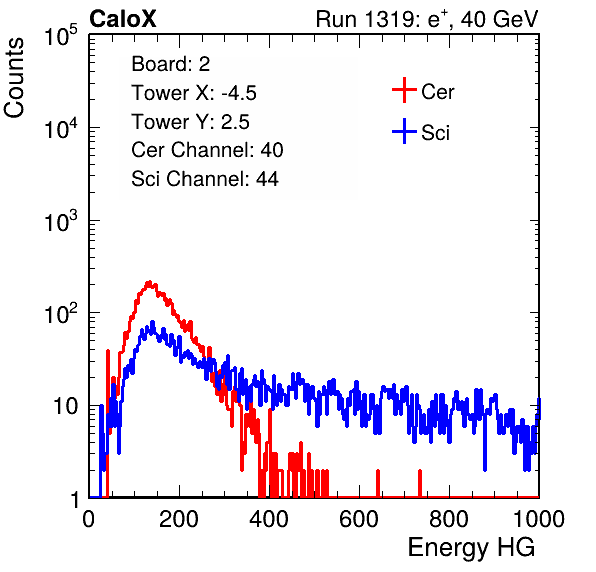 CaloX Run 1319: e⁺, 40 GeV
Counts
10⁵
10⁴
10³
10²
10
1
Board: 2
Tower X: -4.5
Tower Y: 2.5
Cer Channel: 40
Sci Channel: 44
Cer
Sci
0 200 400 600 800 1000
Energy HG